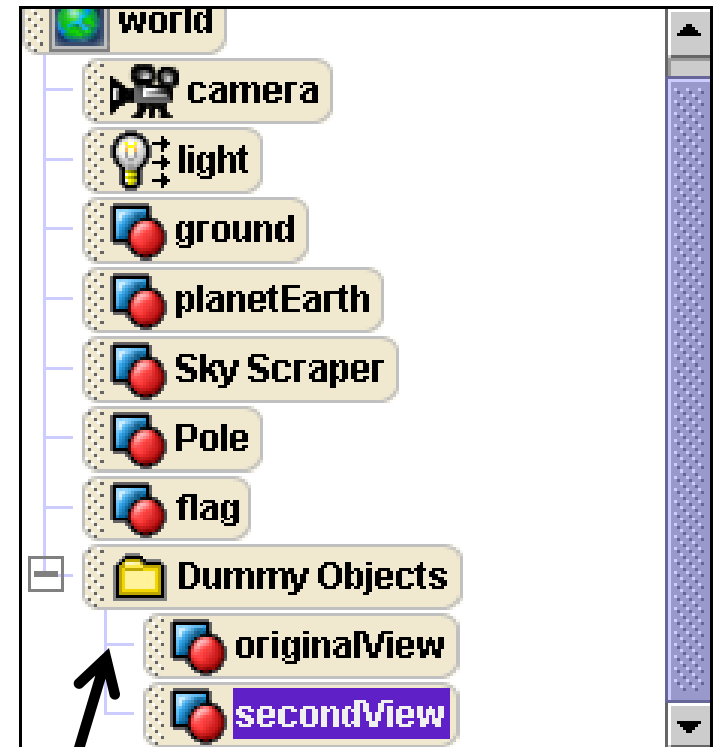 world
camera
light
ground
planetEarth
Sky Scraper
Pole
flag
Dummy Objects
originalView
secondView